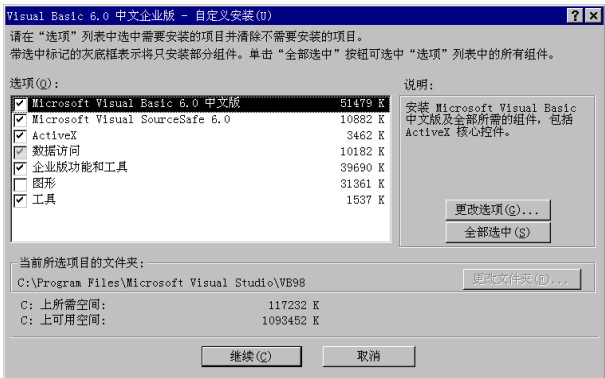 Visual Basic 6.0 中文企业版 - 自定义安装(U)
请在“选项”列表中选中需要安装的项目并清除不需要安装的项目。
带选中标记的灰底框表示将只安装部分组件。单击“全部选中”按钮可选中“选项”列表中的所有组件。
选项(O):
说明:
Microsoft Visual Basic 6.0 中文版 51479 K
Microsoft Visual SourceSafe 6.0 10882 K
ActiveX 3462 K
数据访问 10182 K
企业版功能和工具 39690 K
图形 31361 K
工具 1537 K
安装 Microsoft Visual Basic
中文版及全部所需的组件，包括
ActiveX 核心控件。
更改选项(G)...
全部选中(S)
当前所选项目的文件夹:
C:\Program Files\Microsoft Visual Studio\VB98
更改文件夹(F)...
C: 上所需空间: 117232 K
C: 上可用空间: 1093452 K
继续(C)
取消